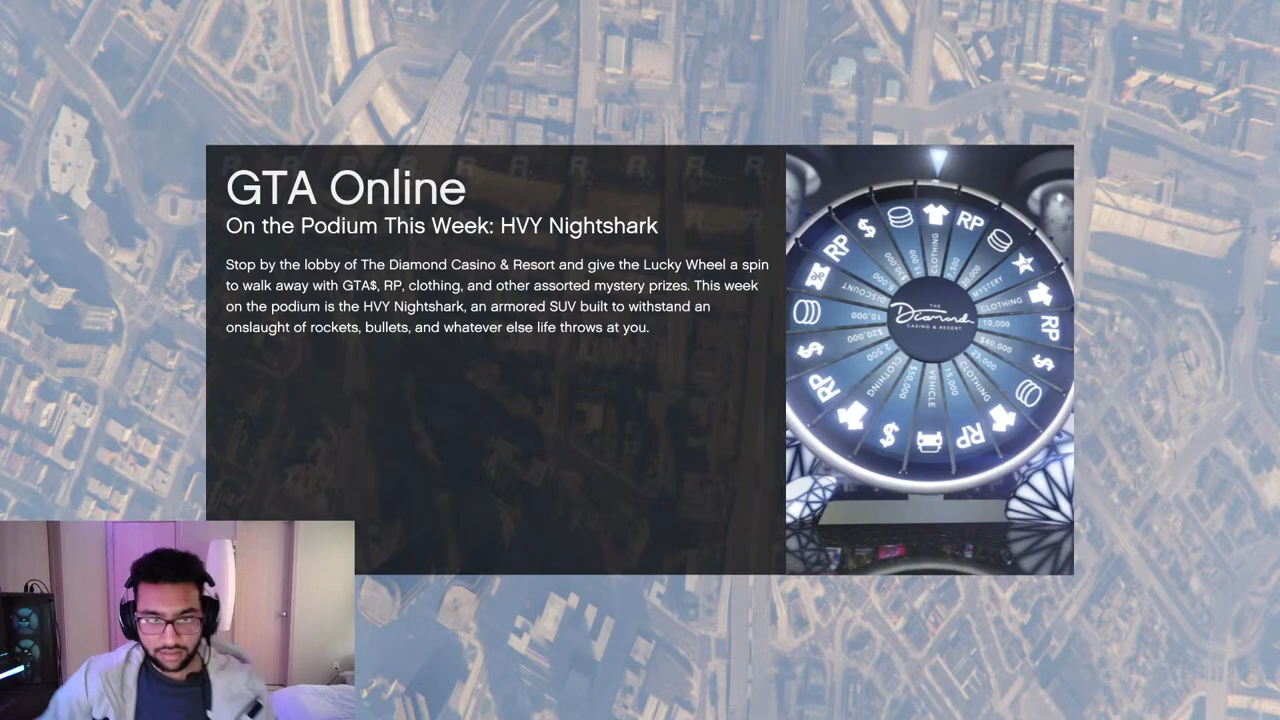 GTA Online
On the Podium This Week: HVY Nightshark
Stop by the lobby of The Diamond Casino & Resort and give the Lucky Wheel a spin
to walk away with GTA$, RP, clothing, and other assorted mystery prizes. This week
on the podium is the HVY Nightshark, an armored SUV built to withstand an
onslaught of rockets, bullets, and whatever else life throws at you.
THE
Diamond
CASINO & RESORT
CLOTHING
RP
MYSTERY
CLOTHING
RP
10,000
$
$40,000
25,000
CLOTHING
RP
15,000
VEHICLE
$
$50,000
CLOTHING
RP
2,500
$
$20,000
10,000
DISCOUNT
RP
$
$30,000